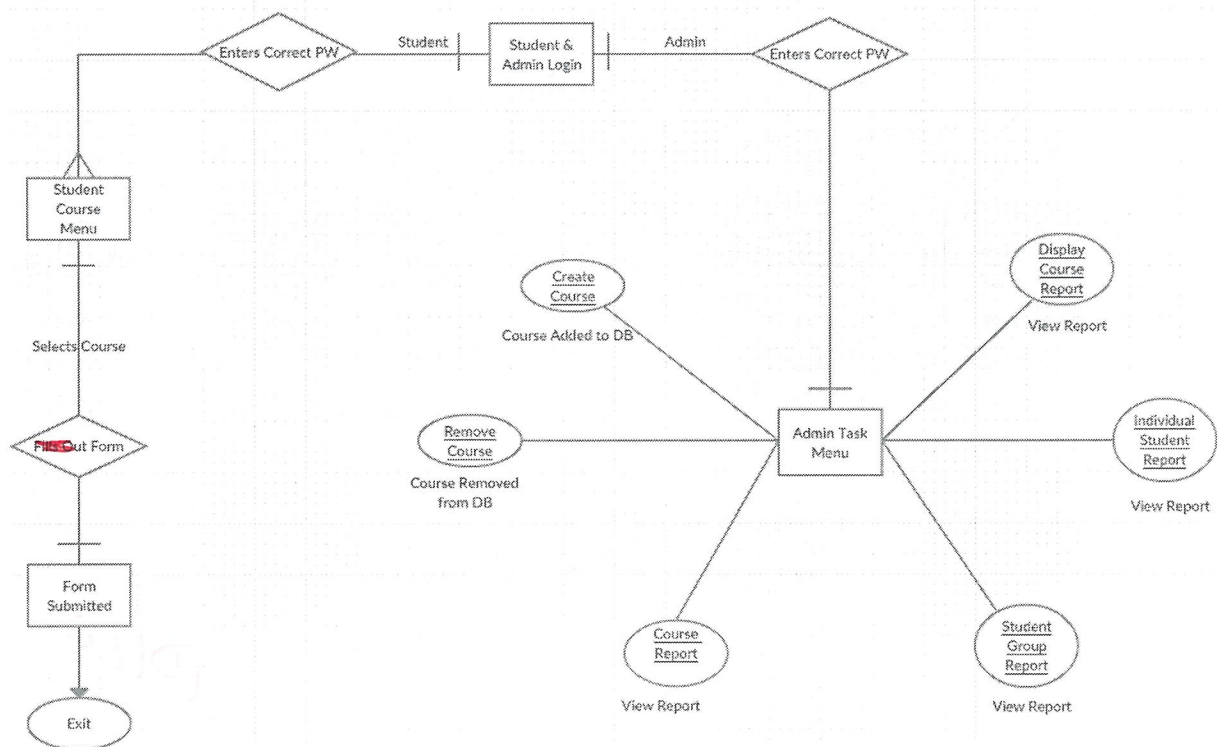 Enters Correct PW
Student
Student &
Admin Login
Admin
Enters Correct PW
Student
Course
Menu
Selects Course
Out Form
Form
Submitted
Exit
Create
Course
Course Added to DB
Remove
Course
Course Removed
from DB
Course
Report
View Report
Admin Task
Menu
Display
Course
Report
View Report
Individual
Student
Report
View Report
Student
Group
Report
View Report